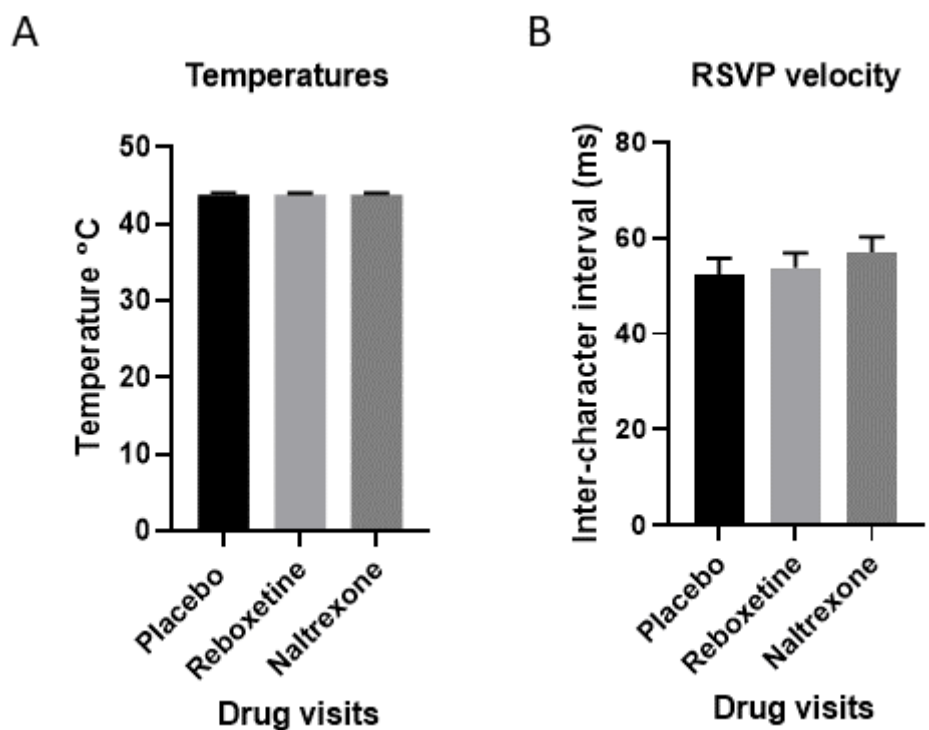 A
Temperatures
Temperature ºC
50
40
30
20
10
0
Placebo
Reboxetine
Naltrexone
Drug visits
B
RSVP velocity
Inter-character interval (ms)
80
60
40
20
0
Placebo
Reboxetine
Naltrexone
Drug visits